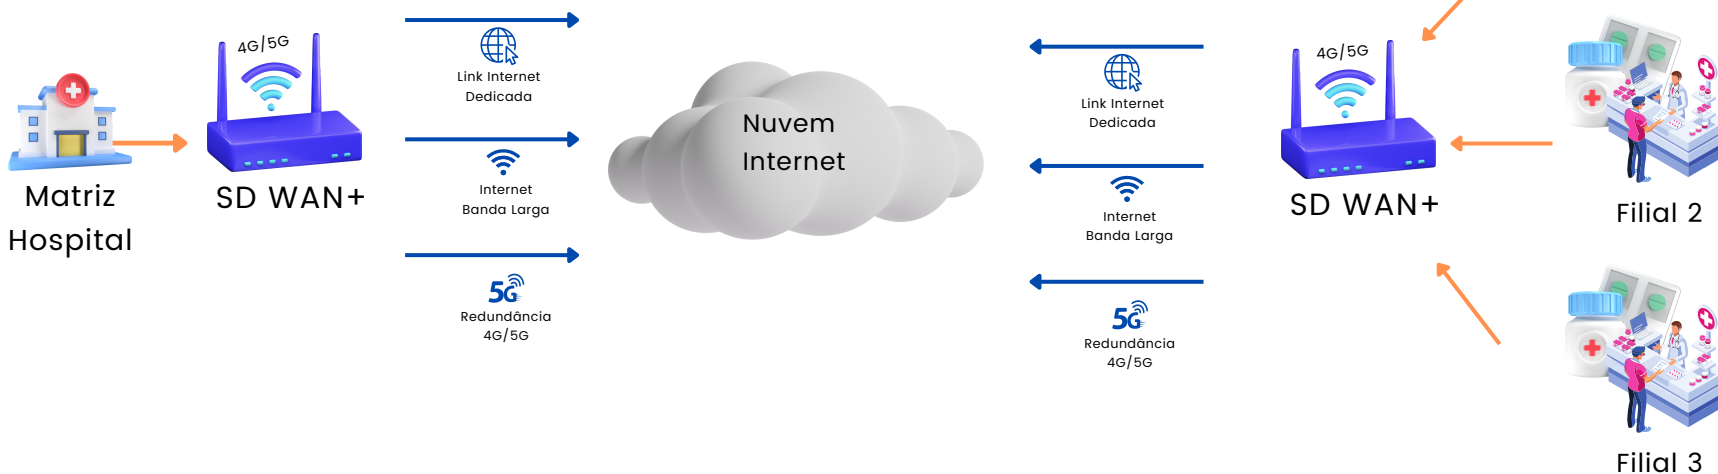 4G/5G
Matriz
Hospital
SD WAN+
Link Internet
Dedicada
Internet
Banda Larga
5G
Redundância
4G/5G
Nuvem
Internet
Link Internet
Dedicada
Internet
Banda Larga
5G
Redundância
4G/5G
4G/5G
SD WAN+
Filial 2
Filial 3